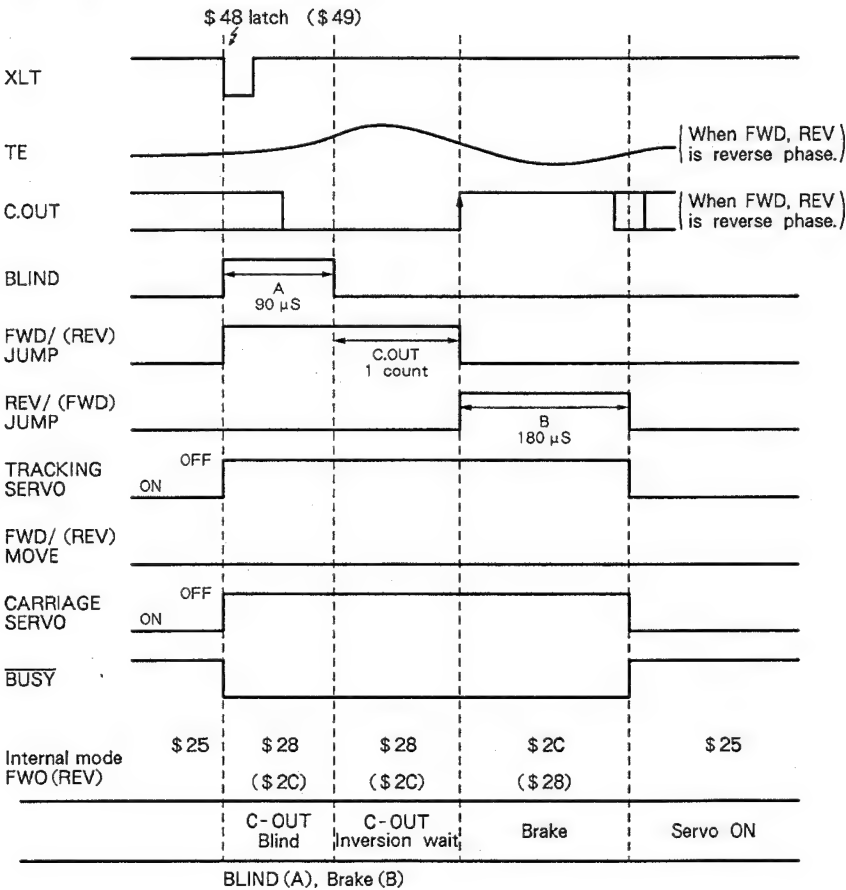 $48 latch ($49)
XLT
TE
(When FWD, REV
is reverse phase.)
C.OUT
(When FWD, REV
is reverse phase.)
BLIND
A
90 μS
FWD/ (REV)
JUMP
C.OUT
1 count
REV/ (FWD)
JUMP
B
180 μS
TRACKING
SERVO
OFF
ON
FWD/ (REV)
MOVE
CARRIAGE
SERVO
OFF
ON
BUSY
Internal mode
FWO (REV)
$25 $28 $28 $2C $25
($2C) ($2C) ($28)
C-OUT
Blind
C-OUT
Inversion wait
Brake
Servo ON
BLIND (A), Brake (B)